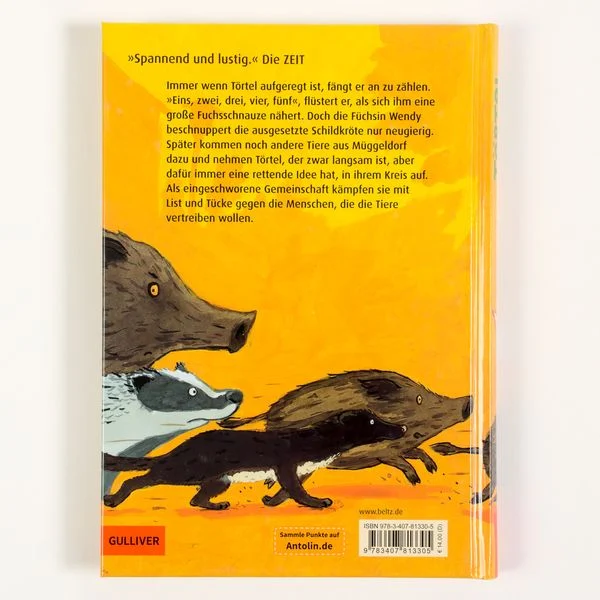 »Spannend und lustig.« Die ZEIT
Immer wenn Törtel aufgeregt ist, fängt er an zu zählen.
»Eins, zwei, drei, vier, fünf«, flüstert er, als sich ihm eine
große Fuchsschnauze nähert. Doch die Füchsin Wendy
beschnuppert die ausgesetzte Schildkröte nur neugierig.
Später kommen noch andere Tiere aus Müggeldorf
dazu und nehmen Törtel, der zwar langsam ist, aber
dafür immer eine rettende Idee hat, in ihrem Kreis auf.
Als eingeschworene Gemeinschaft kämpfen sie mit
List und Tücke gegen die Menschen, die die Tiere
vertreiben wollen.
www.beltz.de
ISBN 978-3-407-81330-5
€ 14,00 (D)
9 783407 813305
GULLIVER
Sammle Punkte auf
Antolin.de